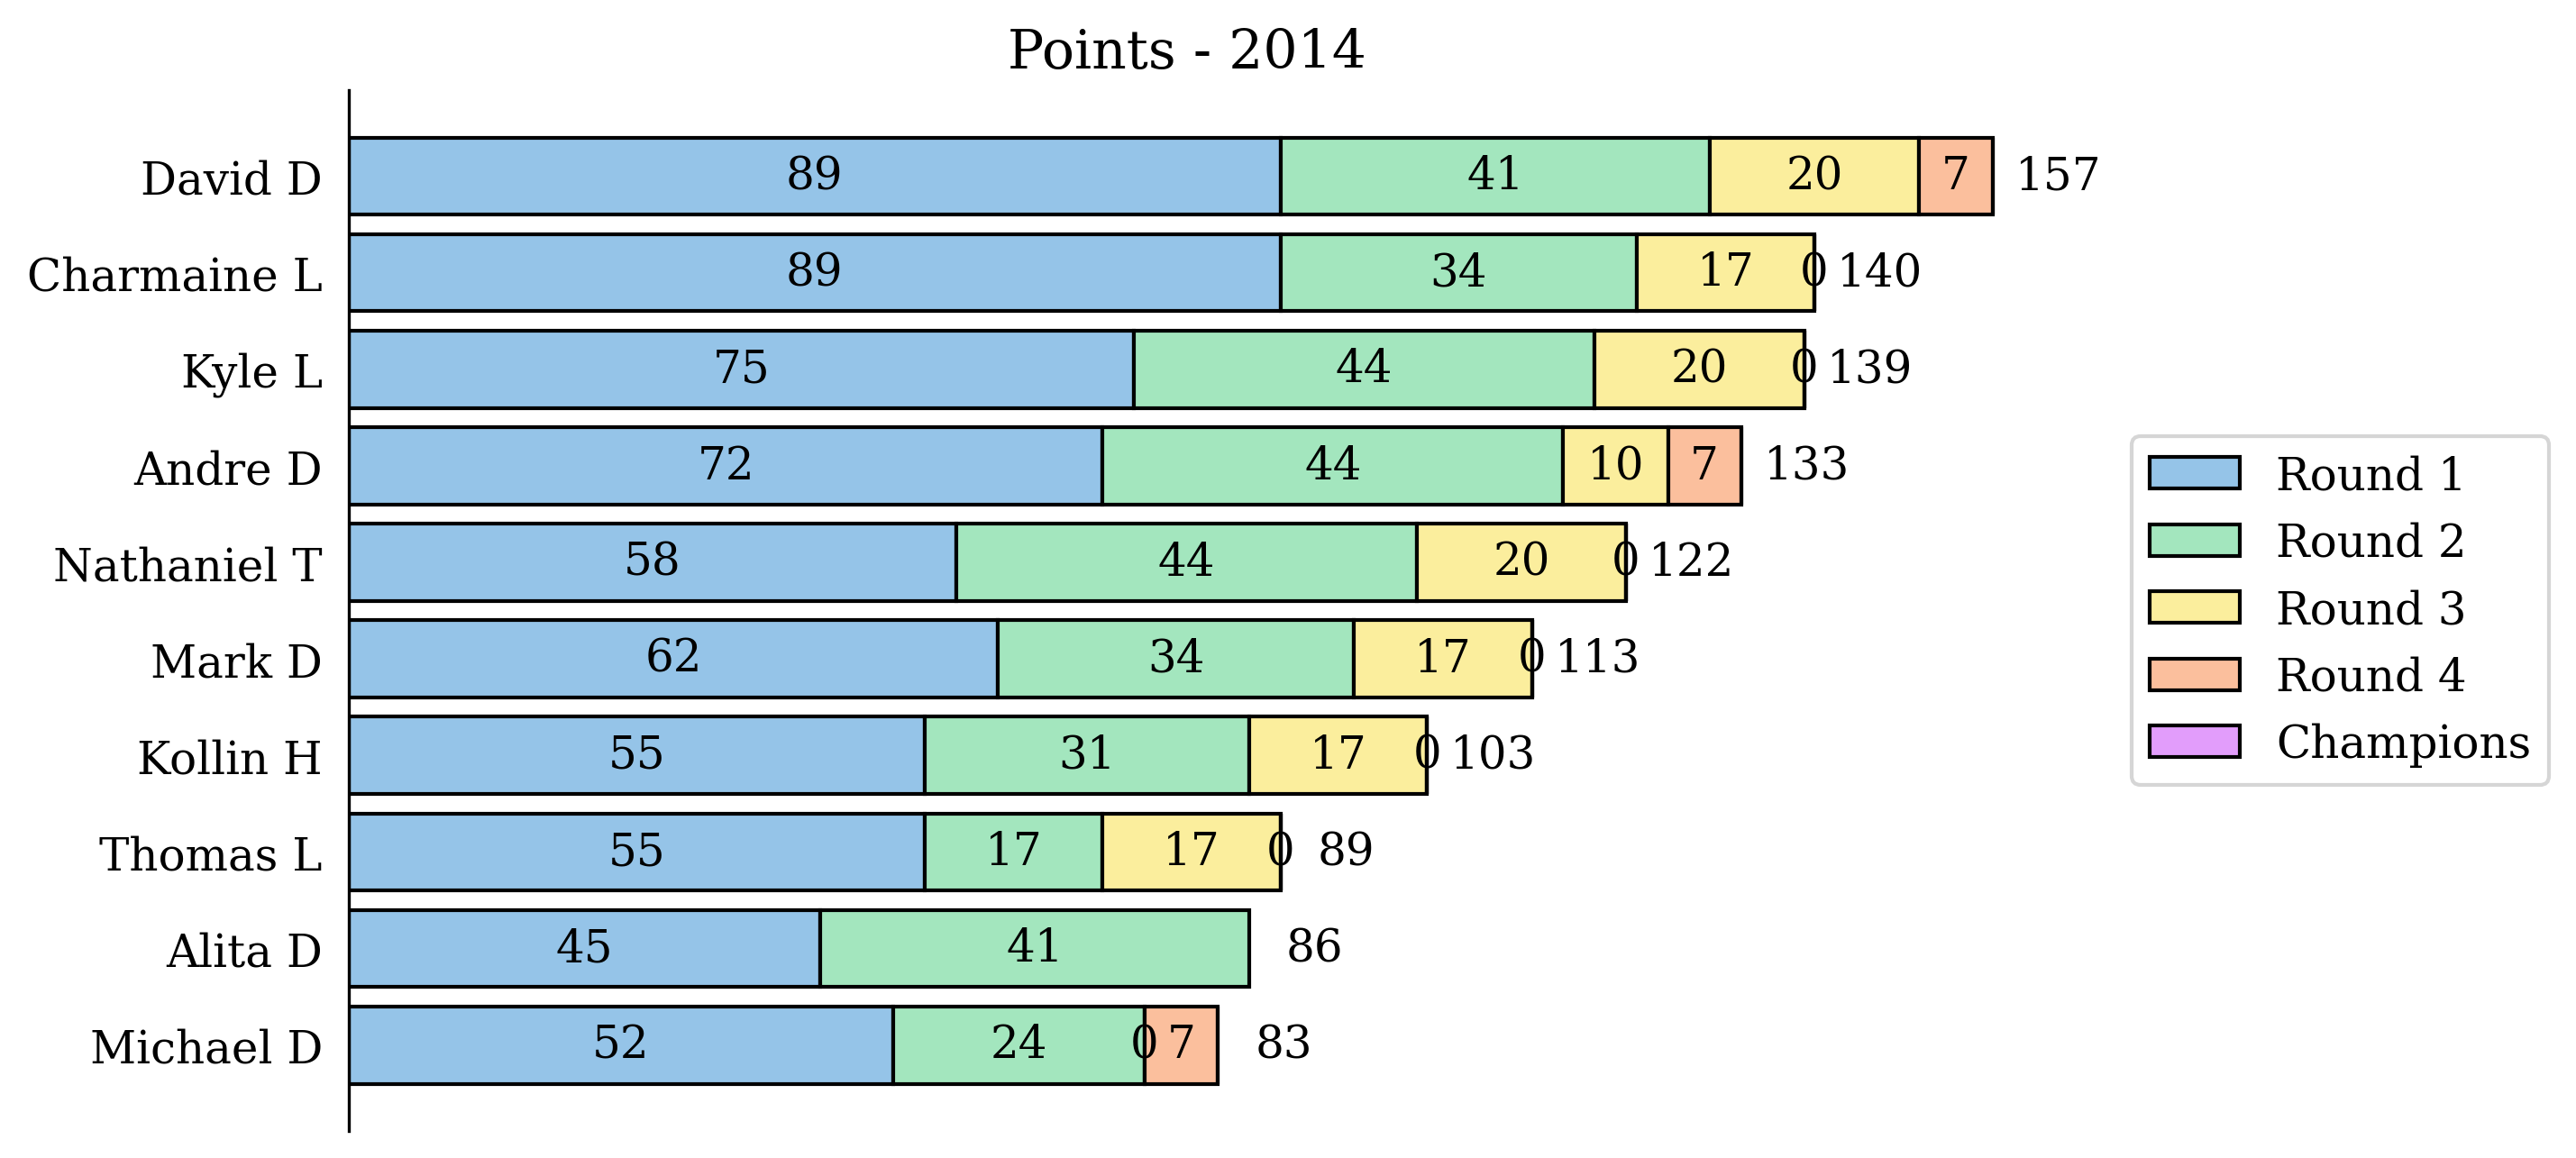 Points - 2014
David D 89 41 20 7 157
Charmaine L 89 34 17 0 140
Kyle L 75 44 20 0 139
Andre D 72 44 10 7 133
Nathaniel T 58 44 20 0 122
Mark D 62 34 17 0 113
Kollin H 55 31 17 0 103
Thomas L 55 17 17 0 89
Alita D 45 41 86
Michael D 52 24 0 7 83
Round 1
Round 2
Round 3
Round 4
Champions